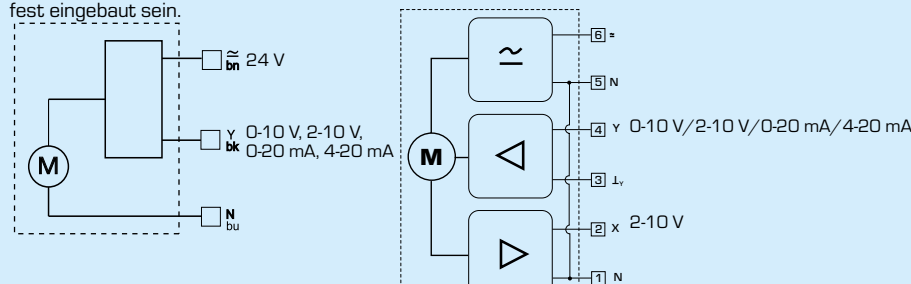 fest eingebaut sein.
≃
bn 24 V
Y 0-10 V, 2-10 V,
bk 0-20 mA, 4-20 mA
M
N
bu
≃
6 ≃
5 N
M
4 Y 0-10 V/2-10 V/0-20 mA/4-20 mA
3 ⊥Y
2 X 2-10 V
1 N